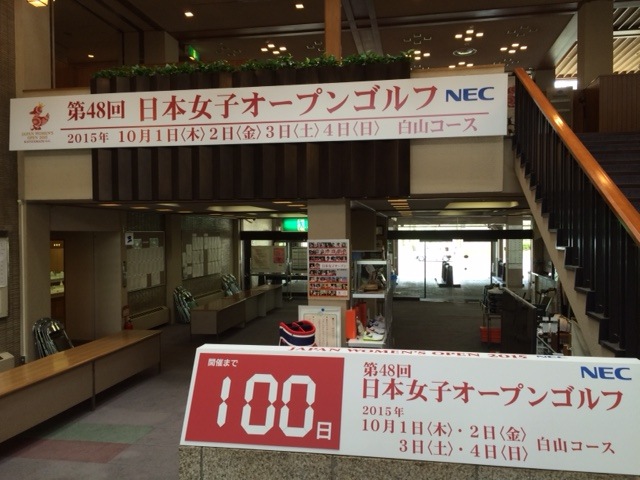 第48回 日本女子オープンゴルフ NEC
2015年 10月1日〈木〉2日〈金〉3日〈土〉4日〈日〉 白山コース
JAPAN WOMEN'S OPEN 2015
開催まで
100日
NEC
第48回
日本女子オープンゴルフ
2015年
10月1日〈木〉・2日〈金〉
3日〈土〉・4日〈日〉 白山コース